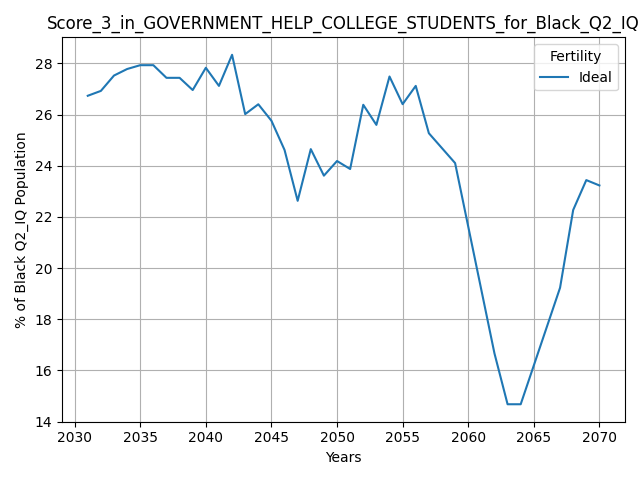 Score_3_in_GOVERNMENT_HELP_COLLEGE_STUDENTS_for_Black_Q2_IQ
Fertility
Ideal
% of Black Q2_IQ Population
28
26
24
22
20
18
16
14
2030 2035 2040 2045 2050 2055 2060 2065 2070
Years